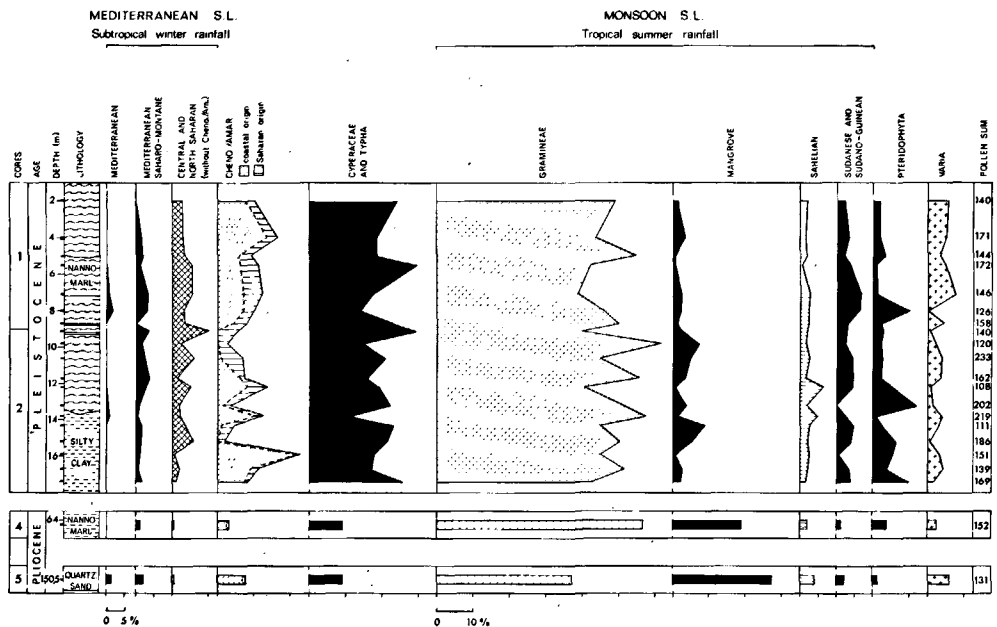 MEDITERRANEAN S.L.
Subtropical winter rainfall
MONSOON S.L.
Tropical summer rainfall
CORES
AGE
DEPTH (m)
LITHOLOGY
MEDITERRANEAN
MEDITERRANEAN
SAHARO-MONTANE
CENTRAL AND
NORTH SAHARAN
(without Cheno./Am.)
CHENO/AMAR
coastal origin
Saharan origin
CYPERACEAE
AND TYPHA
GRAMINEAE
MANGROVE
SAHELIAN
SUDANESE AND
SUDANO-GUINEAN
PTERIDOPHYTA
VARIA
POLLEN SUM
1
2
PLEISTOCENE
2
4
6
8
10
12
14
16
NANNO
MARL
SILTY
CLAY
140
171
144
172
146
126
158
140
120
233
162
108
202
219
111
186
151
139
169
4
PLIOCENE
64
NANNO
MARL
152
5
150,5
QUARTZ
SAND
131
0 5%
0 10%